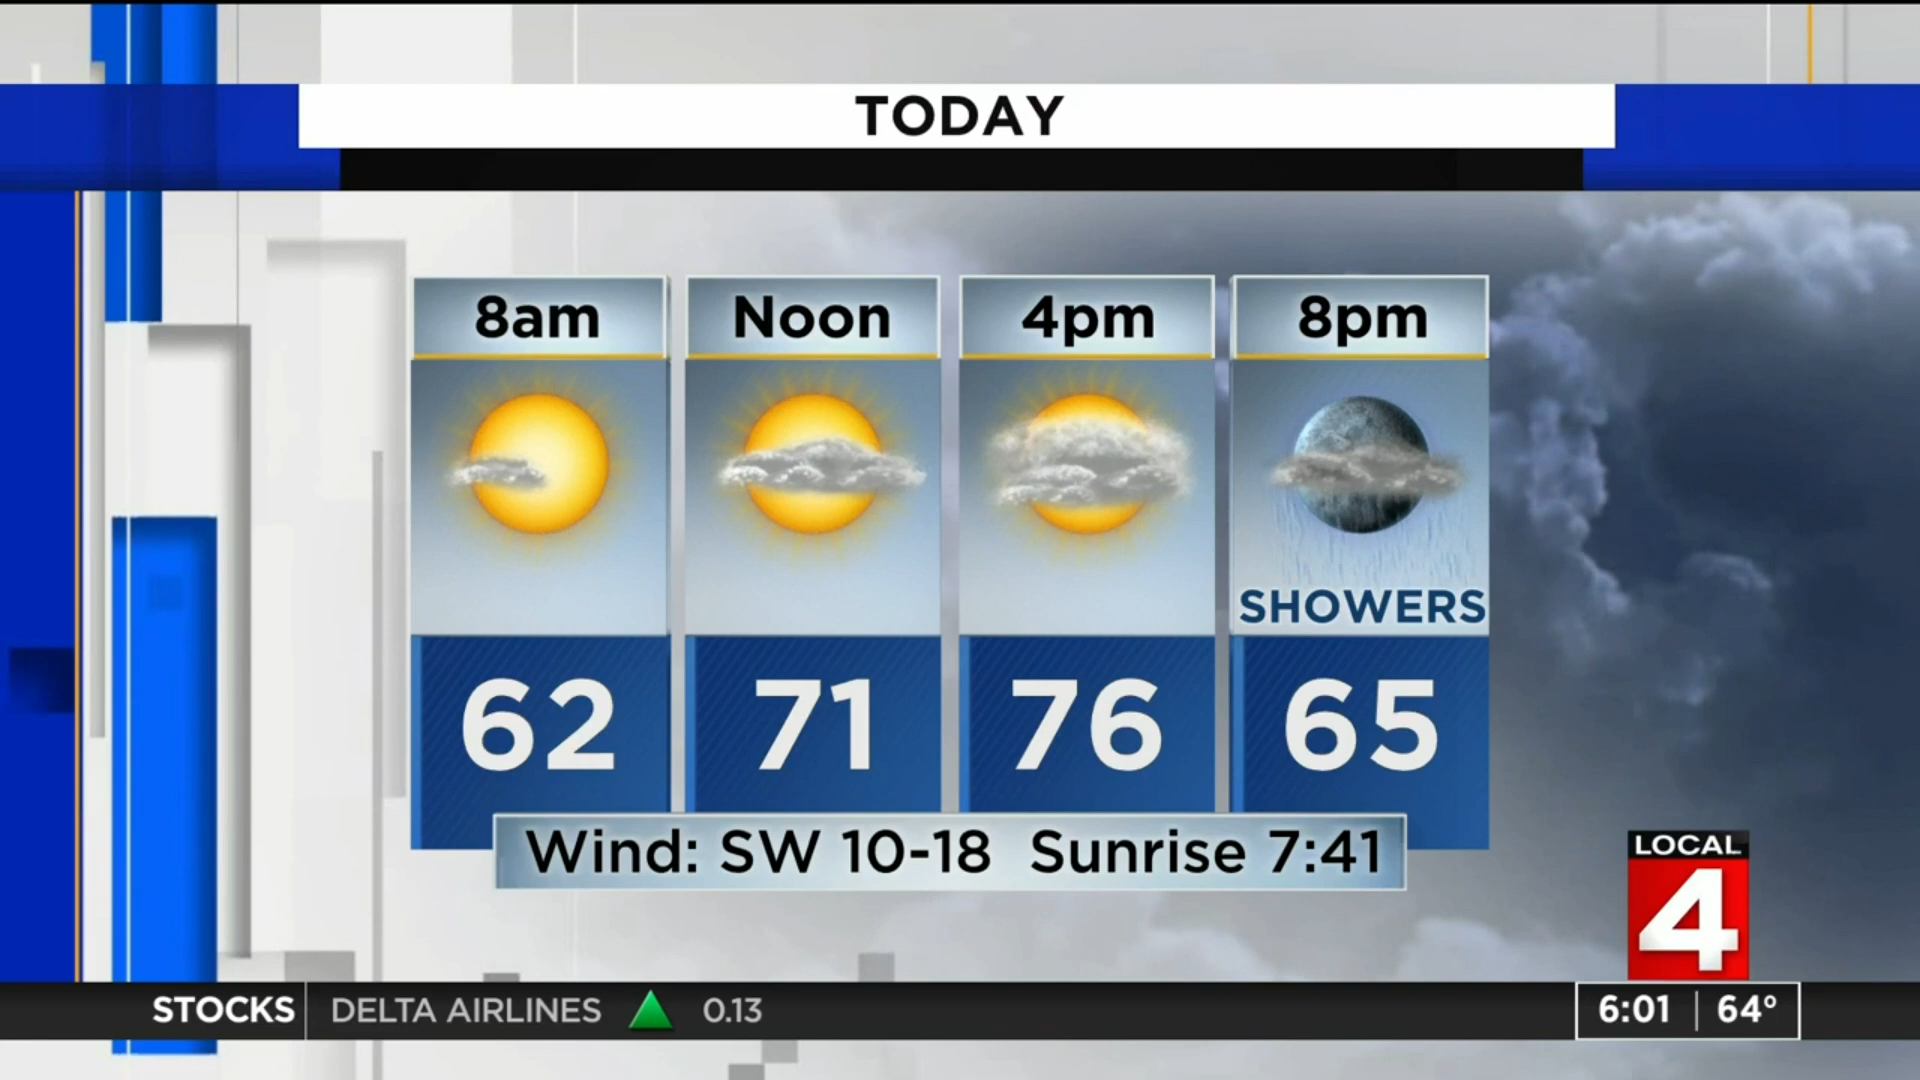 TODAY
8am Noon 4pm 8pm
SHOWERS
62 71 76 65
Wind: SW 10-18 Sunrise 7:41
LOCAL
4
STOCKS DELTA AIRLINES 0.13 6:01 64°